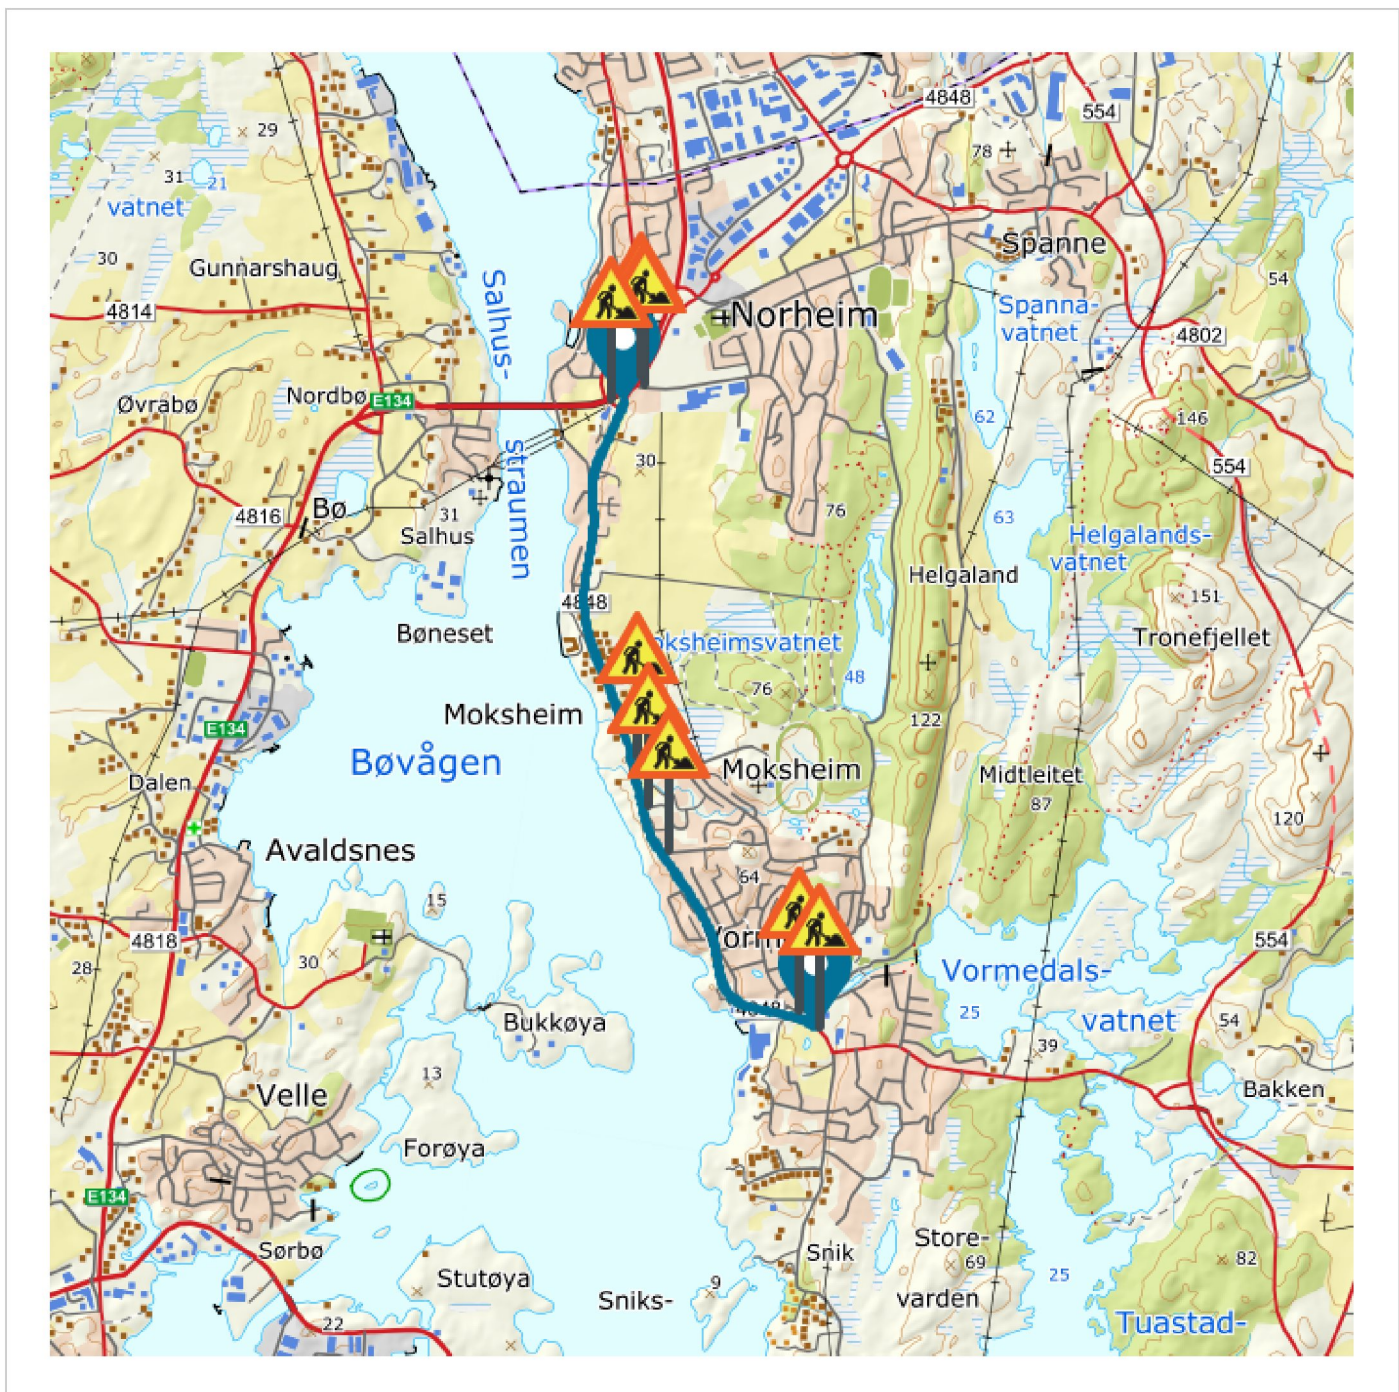 4848
554
29
78
31
21
vatnet
Spanne
30
Gunnarshaug
54
Salhus-
Spanna-
vatnet
4814
Norheim
4802
Øvrabø
Nordbø
E134
62
146
30
554
straumen
76
4816
Bø
31
Salhus
63
Helgalands-
vatnet
Helgaland
151
4848
Bøneset
Tronefjellet
oksheimsvatnet
48
76
Moksheim
122
E134
Bøvågen
Moksheim
Midtleitet
Dalen
87
120
Avaldsnes
64
15
4818
554
28
30
Vormedals-
vatnet
25
54
Bukkøya
39
13
Bakken
Velle
Forøya
E134
Sørbø
Snik
Store-
69
varden
82
Stutøya
25
9
Sniks-
22
Tuastad-